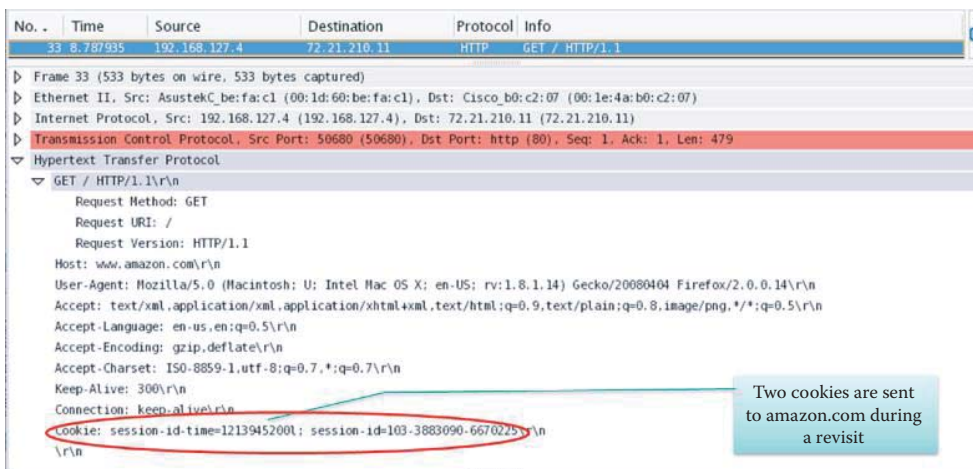 No. . Time Source Destination Protocol Info
33 8.787935 192.168.127.4 72.21.210.11 HTTP GET / HTTP/1.1
Frame 33 (533 bytes on wire, 533 bytes captured)
Ethernet II, Src: AsustekC_be:fa:c1 (00:1d:60:be:fa:c1), Dst: Cisco_b0:c2:07 (00:1e:4a:b0:c2:07)
Internet Protocol, Src: 192.168.127.4 (192.168.127.4), Dst: 72.21.210.11 (72.21.210.11)
Transmission Control Protocol, Src Port: 50680 (50680), Dst Port: http (80), Seq: 1, Ack: 1, Len: 479
Hypertext Transfer Protocol
GET / HTTP/1.1\r\n
Request Method: GET
Request URI: /
Request Version: HTTP/1.1
Host: www.amazon.com\r\n
User-Agent: Mozilla/5.0 (Macintosh; U; Intel Mac OS X; en-US; rv:1.8.1.14) Gecko/20080404 Firefox/2.0.0.14\r\n
Accept: text/xml,application/xml,application/xhtml+xml,text/html;q=0.9,text/plain;q=0.8,image/png,*/*;q=0.5\r\n
Accept-Language: en-us,en;q=0.5\r\n
Accept-Encoding: gzip,deflate\r\n
Accept-Charset: ISO-8859-1,utf-8;q=0.7,*;q=0.7\r\n
Keep-Alive: 300\r\n
Connection: keep-alive\r\n
Cookie: session-id-time=1213945200l; session-id=103-3883090-6670225\r\n
\r\n
Two cookies are sent
to amazon.com during
a revisit